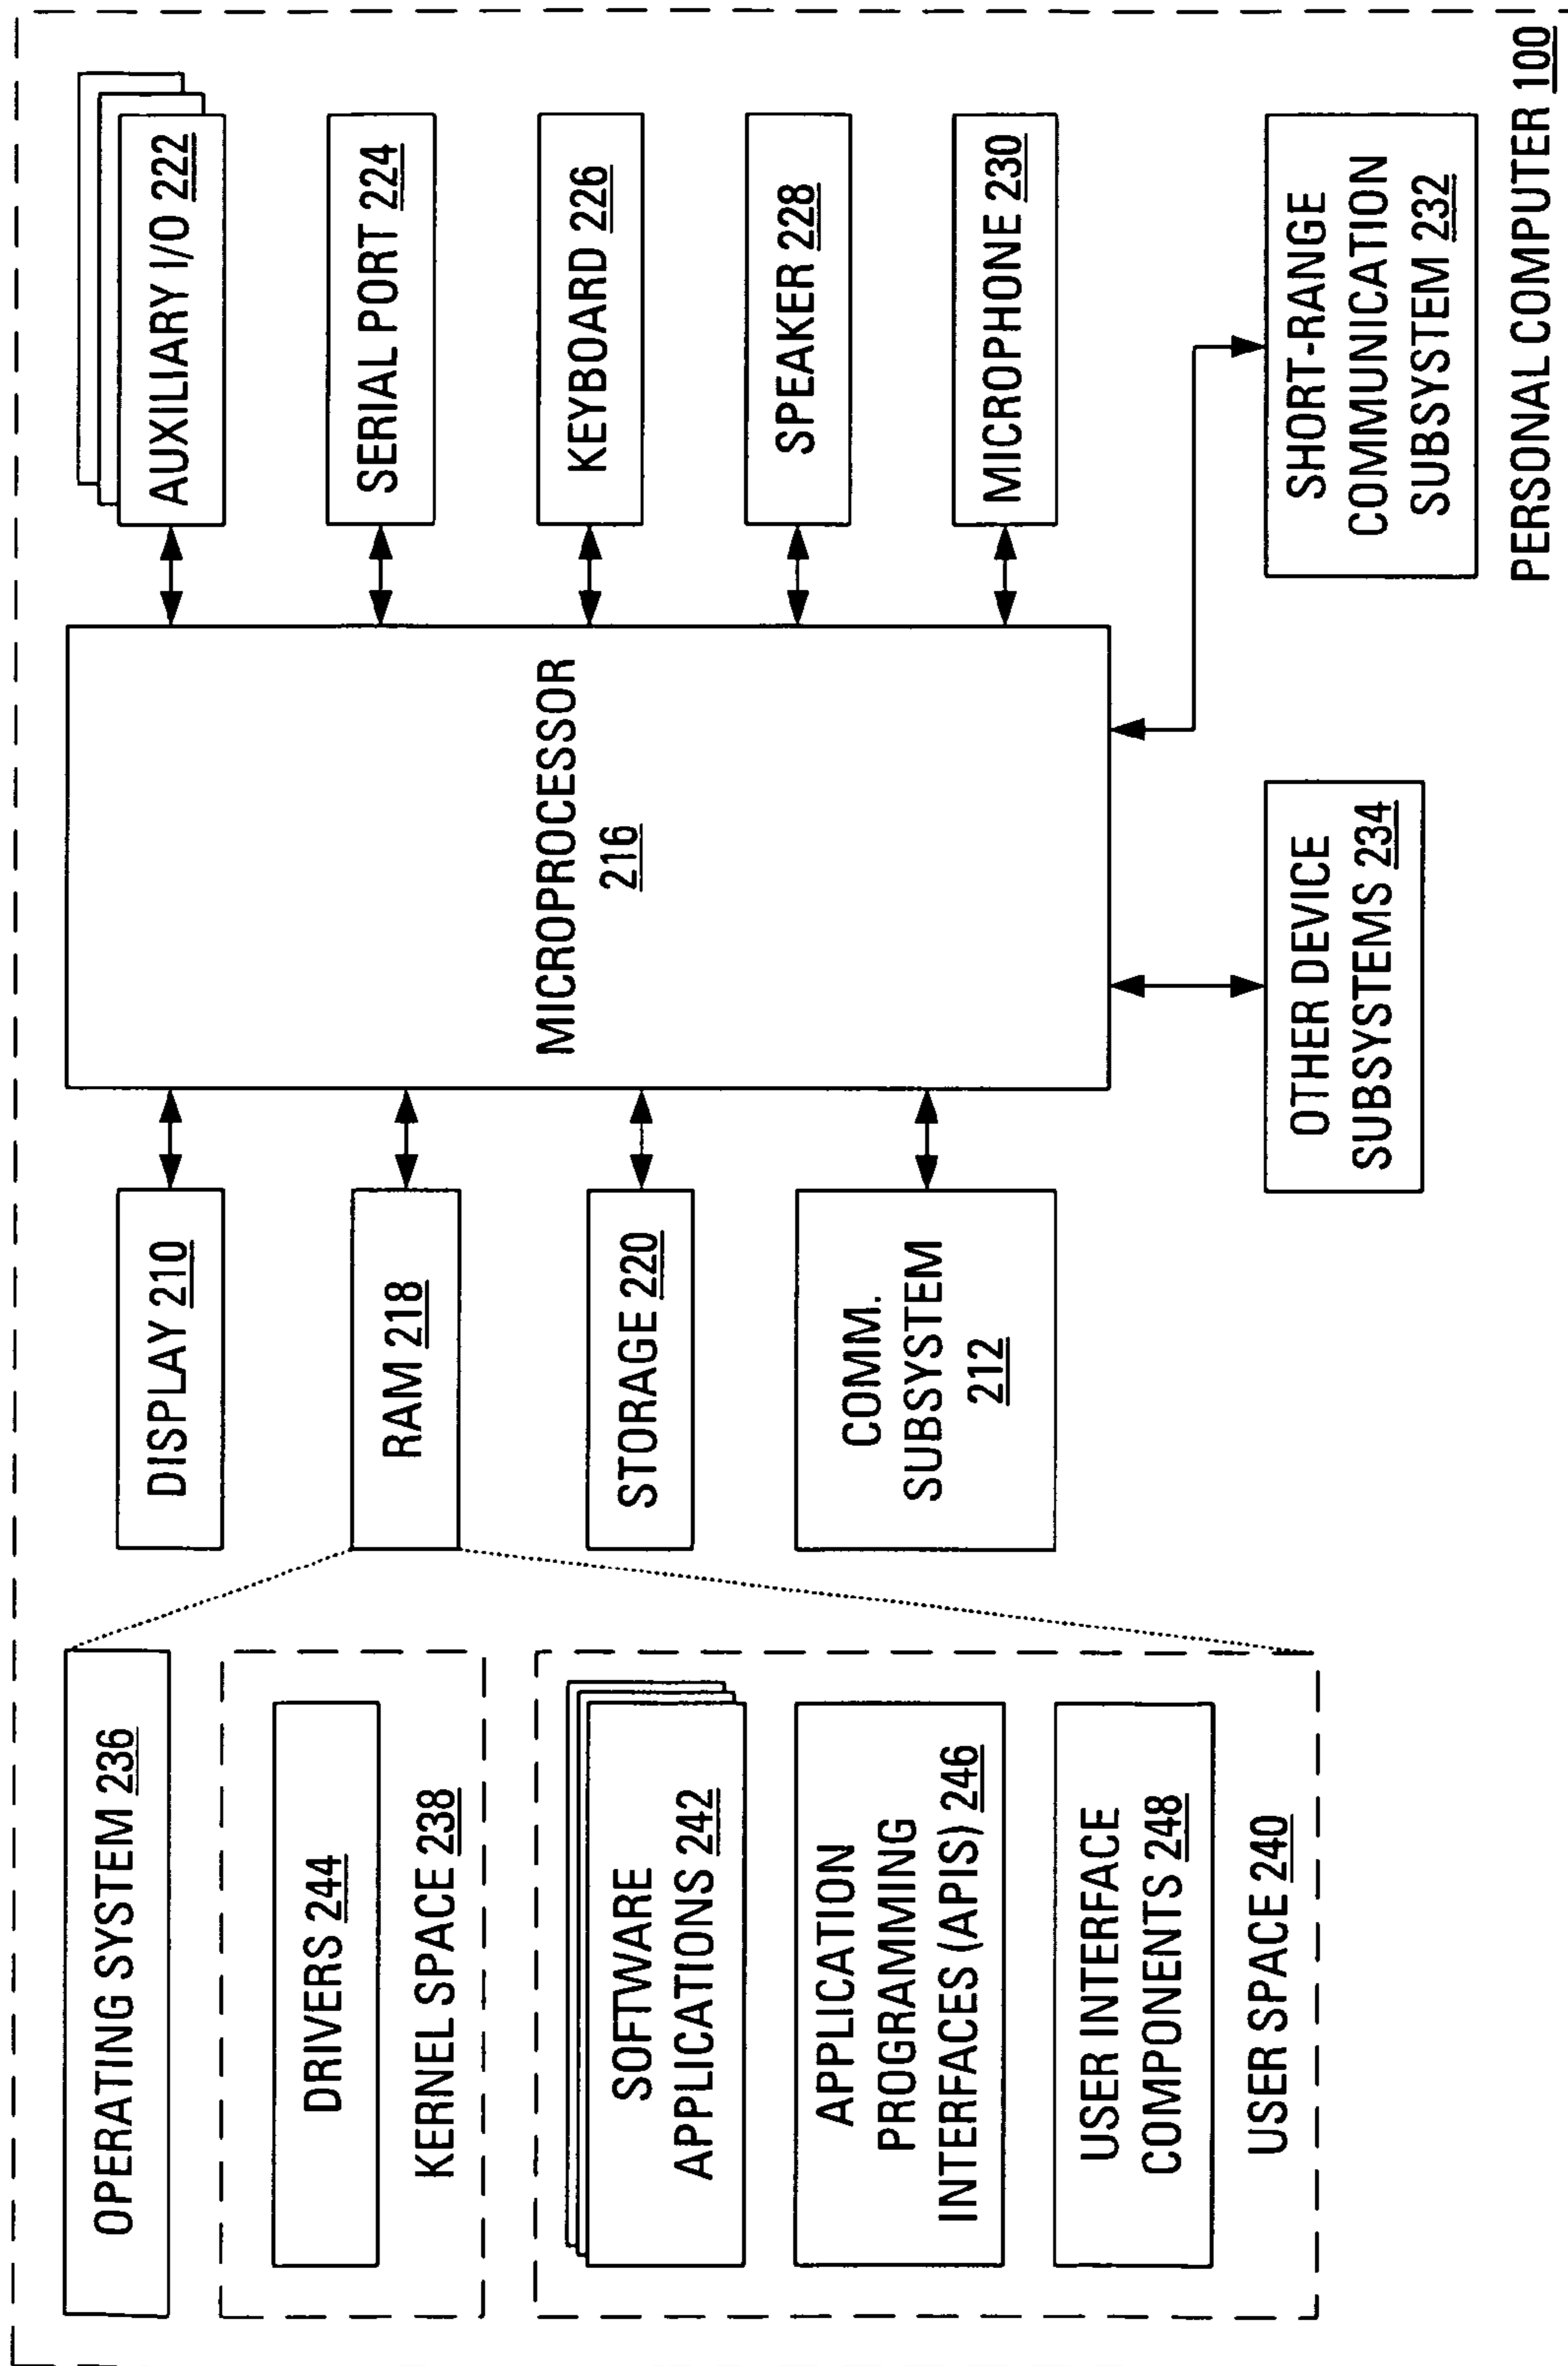 OPERATING SYSTEM 236
DRIVERS 244
KERNEL SPACE 238
SOFTWARE
APPLICATIONS 242
APPLICATION
PROGRAMMING
INTERFACES (APIS) 246
USER INTERFACE
COMPONENTS 248
USER SPACE 240
DISPLAY 210
RAM 218
STORAGE 220
COMM.
SUBSYSTEM
212
MICROPROCESSOR
216
OTHER DEVICE
SUBSYSTEMS 234
AUXILIARY I/O 222
SERIAL PORT 224
KEYBOARD 226
SPEAKER 228
MICROPHONE 230
SHORT-RANGE
COMMUNICATION
SUBSYSTEM 232
PERSONAL COMPUTER 100